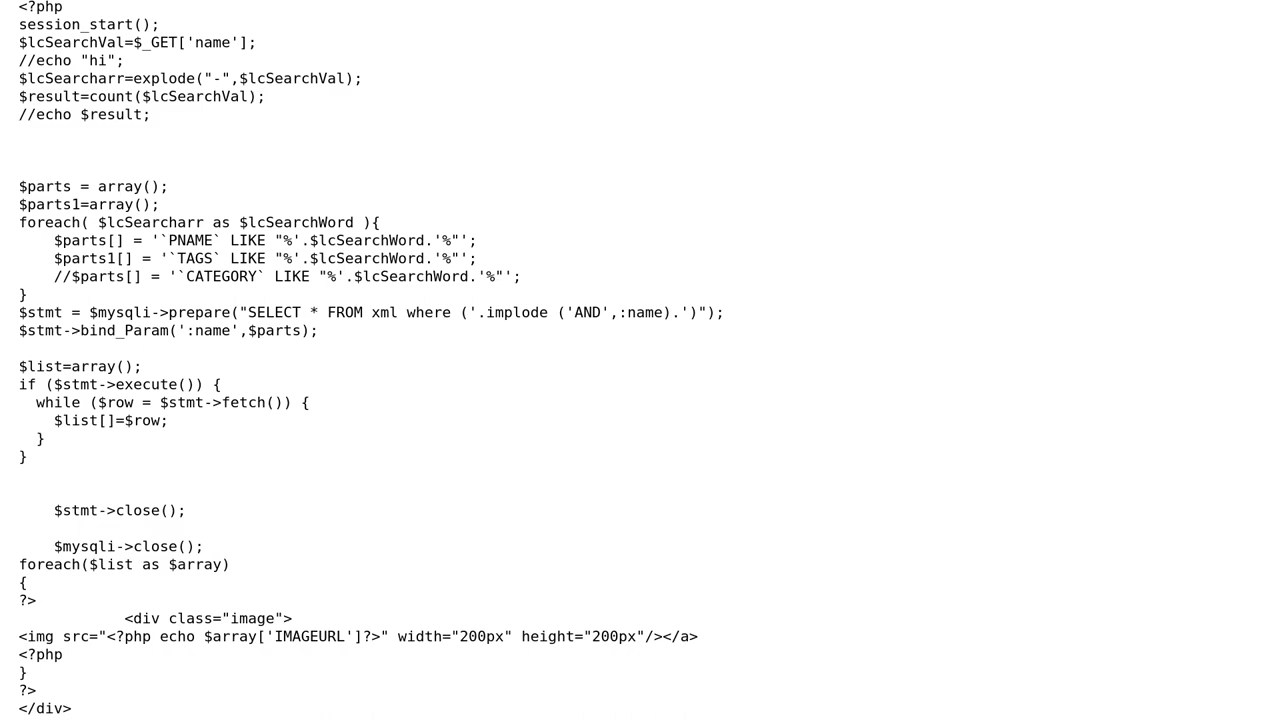 <?php
session_start();
$lcSearchVal=$_GET['name'];
//echo "hi";
$lcSearcharr=explode("-",$lcSearchVal);
$result=count($lcSearchVal);
//echo $result;
$parts = array();
$parts1=array();
foreach( $lcSearcharr as $lcSearchWord ){
    $parts[] = '`PNAME` LIKE "%'.$lcSearchWord.'%"';
    $parts1[] = '`TAGS` LIKE "%'.$lcSearchWord.'%"';
    //$parts[] = '`CATEGORY` LIKE "%'.$lcSearchWord.'%"';
}
$stmt = $mysqli->prepare("SELECT * FROM xml where ('.implode ('AND',:name).')");
$stmt->bind_Param(':name',$parts);
$list=array();
if ($stmt->execute()) {
  while ($row = $stmt->fetch()) {
    $list[]=$row;
  }
}
    $stmt->close();
    $mysqli->close();
foreach($list as $array)
{
?>
            <div class="image">
<img src="<?php echo $array['IMAGEURL']?>" width="200px" height="200px"/></a>
<?php
}
?>
</div>